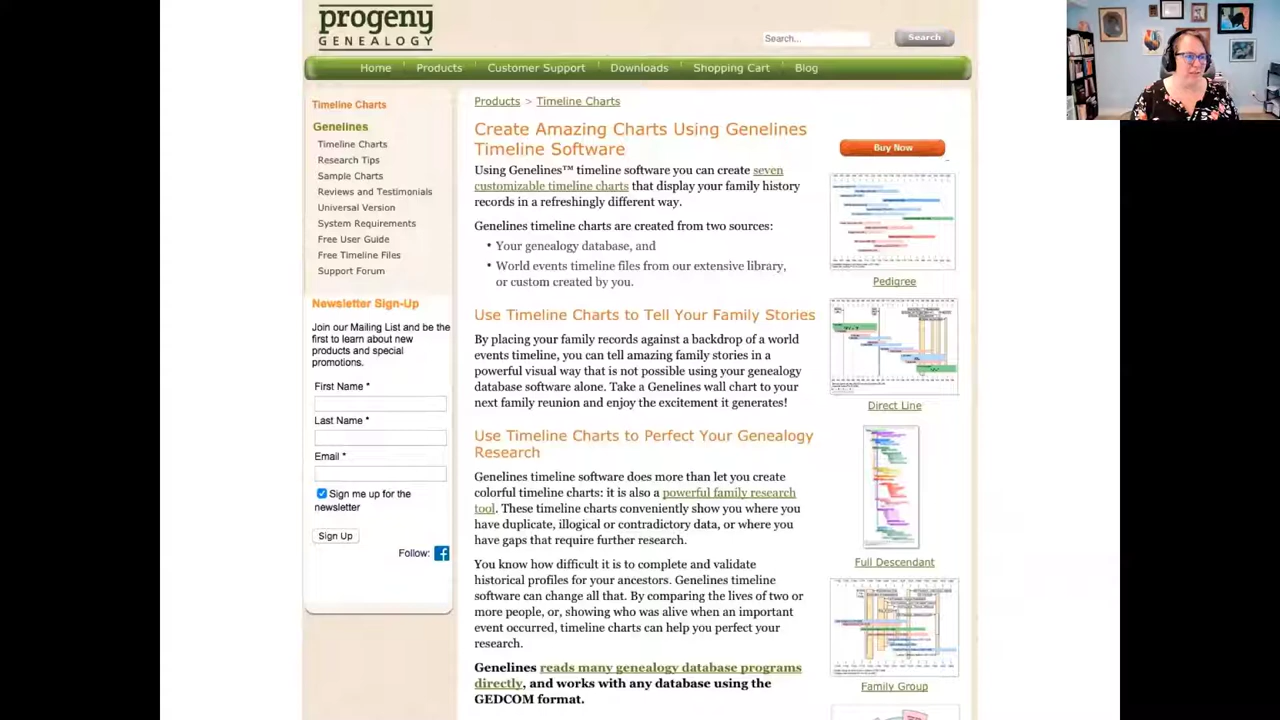 progeny
GENEALOGY
Search...
Search
Home
Products
Customer Support
Downloads
Shopping Cart
Blog
Timeline Charts
Genelines
Timeline Charts
Research Tips
Sample Charts
Reviews and Testimonials
Universal Version
System Requirements
Free User Guide
Free Timeline Files
Support Forum
Newsletter Sign-Up
Join our Mailing List and be the
first to learn about new
products and special
promotions.
First Name *
Last Name *
Email *
Sign me up for the
newsletter
Sign Up
Follow:
Products > Timeline Charts
Create Amazing Charts Using Genelines
Timeline Software
Using Genelines™ timeline software you can create seven
customizable timeline charts that display your family history
records in a refreshingly different way.
Genelines timeline charts are created from two sources:
• Your genealogy database, and
• World events timeline files from our extensive library,
or custom created by you.
Use Timeline Charts to Tell Your Family Stories
By placing your family records against a backdrop of a world
events timeline, you can tell amazing family stories in a
powerful visual way that is not possible using your genealogy
database software alone. Take a Genelines wall chart to your
next family reunion and enjoy the excitement it generates!
Use Timeline Charts to Perfect Your Genealogy
Research
Genelines timeline software does more than let you create
colorful timeline charts: it is also a powerful family research
tool. These timeline charts conveniently show you where you
have duplicate, illogical or contradictory data, or where you
have gaps that require further research.
You know how difficult it is to complete and validate
historical profiles for your ancestors. Genelines timeline
software can change all that. By comparing the lives of two or
more people, or, showing who was alive when an important
event occurred, timeline charts can help you perfect your
research.
Genelines reads many genealogy database programs
directly, and works with any database using the
GEDCOM format.
Buy Now
Pedigree
Direct Line
Full Descendant
Family Group